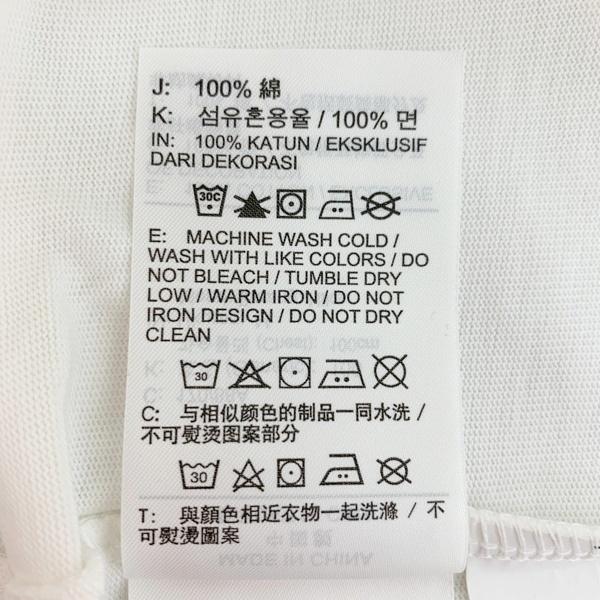 J: 100% 綿
K: 섬유혼용율 / 100% 면
IN: 100% KATUN / EKSKLUSIF
DARI DEKORASI
30C
E: MACHINE WASH COLD /
WASH WITH LIKE COLORS / DO
NOT BLEACH / TUMBLE DRY
LOW / WARM IRON / DO NOT
IRON DESIGN / DO NOT DRY
CLEAN
30
C: 与相似颜色的制品一同水洗 /
不可熨烫图案部分
30
T: 與顏色相近衣物一起洗滌 / 不
可熨燙圖案
MADE IN CHINA